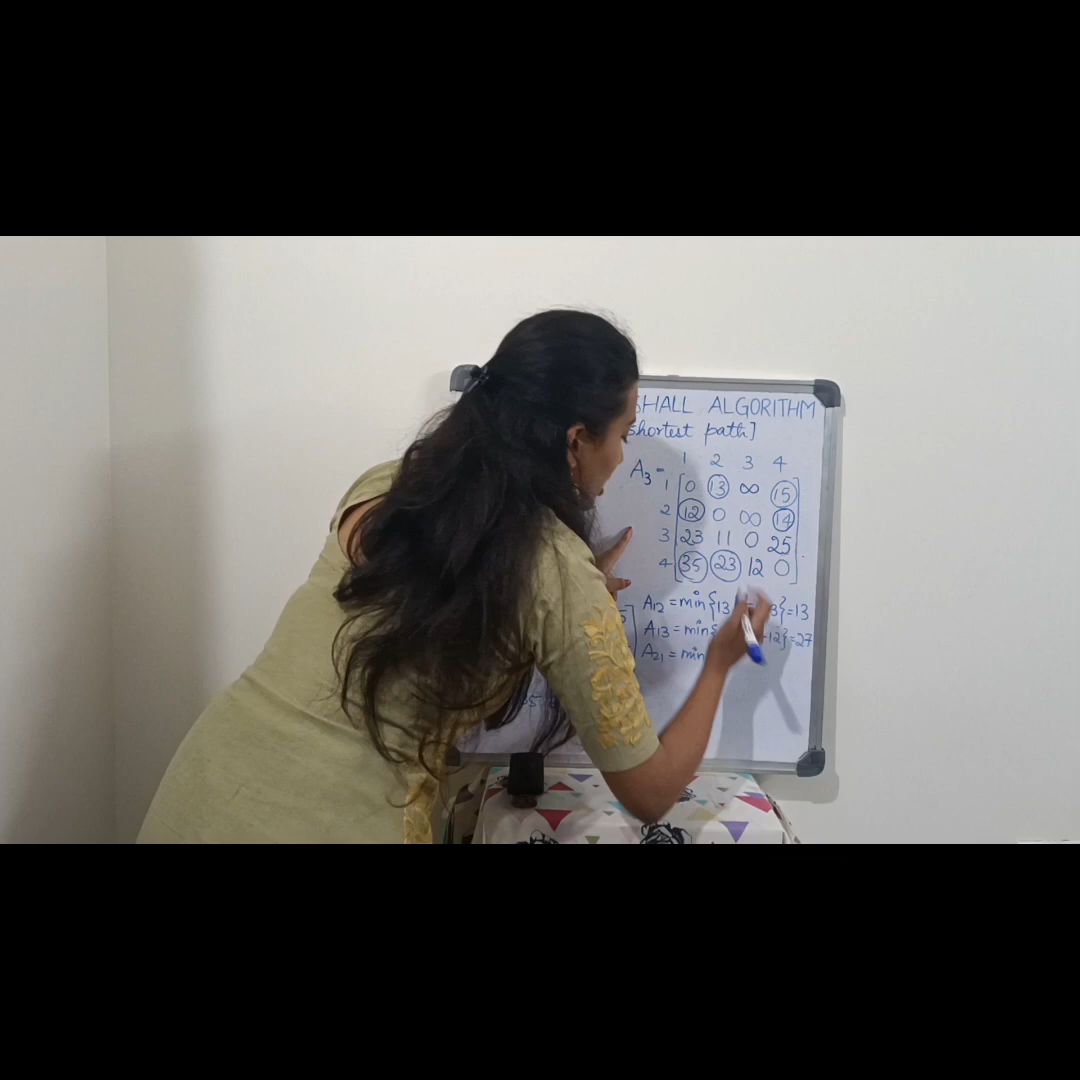 SHALL ALGORITHM
shortest path]
1 2 3 4
A3 =
1 0 13 ∞ 15
2 12 0 ∞ 14
3 23 11 0 25
4 35 23 12 0
A12 = min{13 }=13
A13 = min{ +12}=27
A21 = min